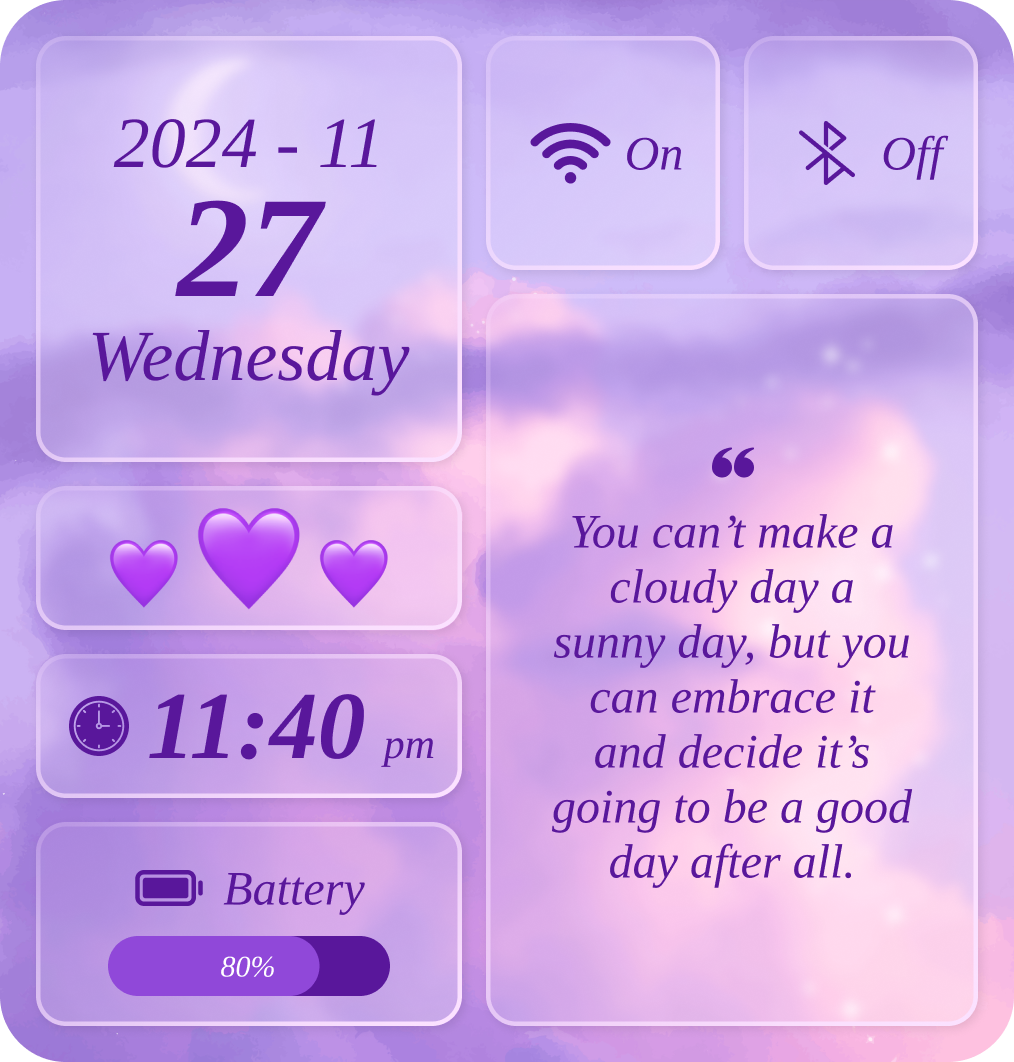 2024 - 11
27
Wednesday
On
Off
11:40 pm
Battery
80%
“
You can’t make a
cloudy day a
sunny day, but you
can embrace it
and decide it’s
going to be a good
day after all.